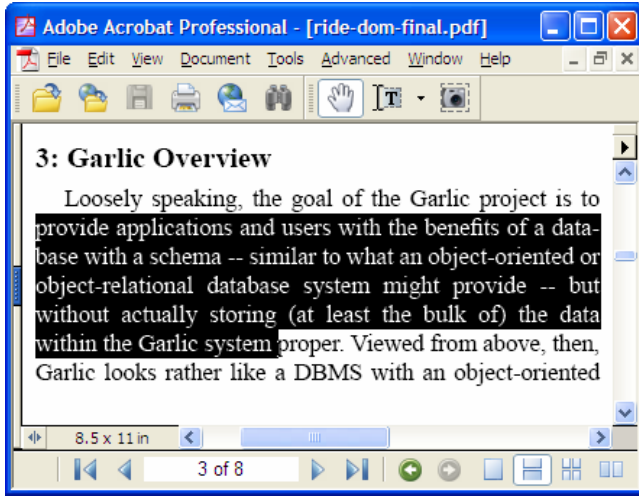 Adobe Acrobat Professional - [ride-dom-final.pdf]
File Edit View Document Tools Advanced Window Help
T
3: Garlic Overview
Loosely speaking, the goal of the Garlic project is to
provide applications and users with the benefits of a data-
base with a schema -- similar to what an object-oriented or
object-relational database system might provide -- but
without actually storing (at least the bulk of) the data
within the Garlic system proper. Viewed from above, then,
Garlic looks rather like a DBMS with an object-oriented
8.5 x 11 in
3 of 8